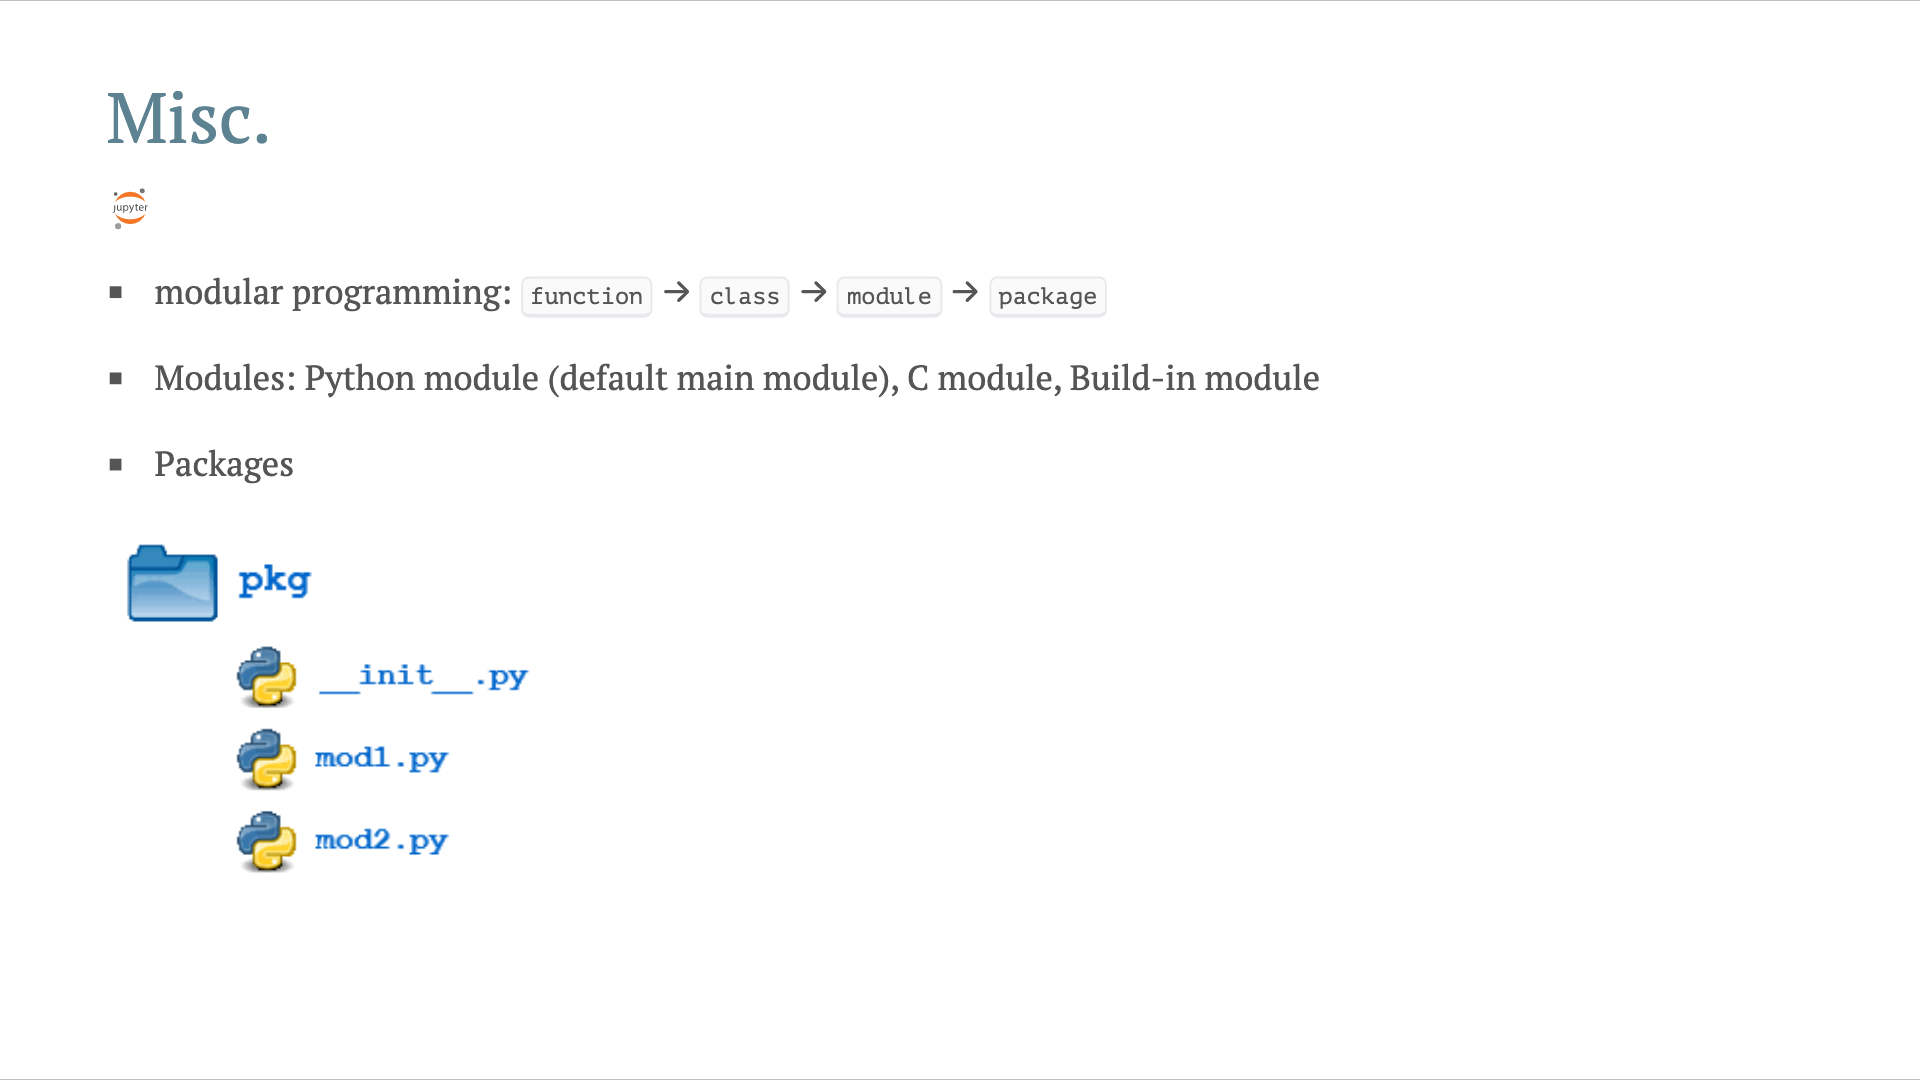 Misc.
jupyter
▪ modular programming: function → class → module → package
▪ Modules: Python module (default main module), C module, Build-in module
▪ Packages
pkg
__init__.py
mod1.py
mod2.py